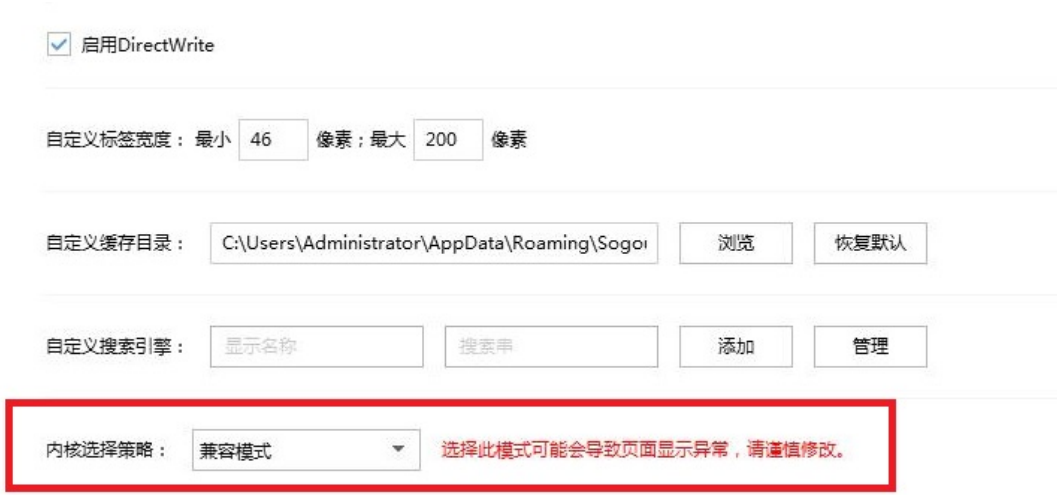 启用DirectWrite
自定义标签宽度：最小 46 像素；最大 200 像素
自定义缓存目录： C:\Users\Administrator\AppData\Roaming\Sogou 浏览 恢复默认
自定义搜索引擎： 显示名称 搜索串 添加 管理
内核选择策略： 兼容模式 选择此模式可能会导致页面显示异常，请谨慎修改。